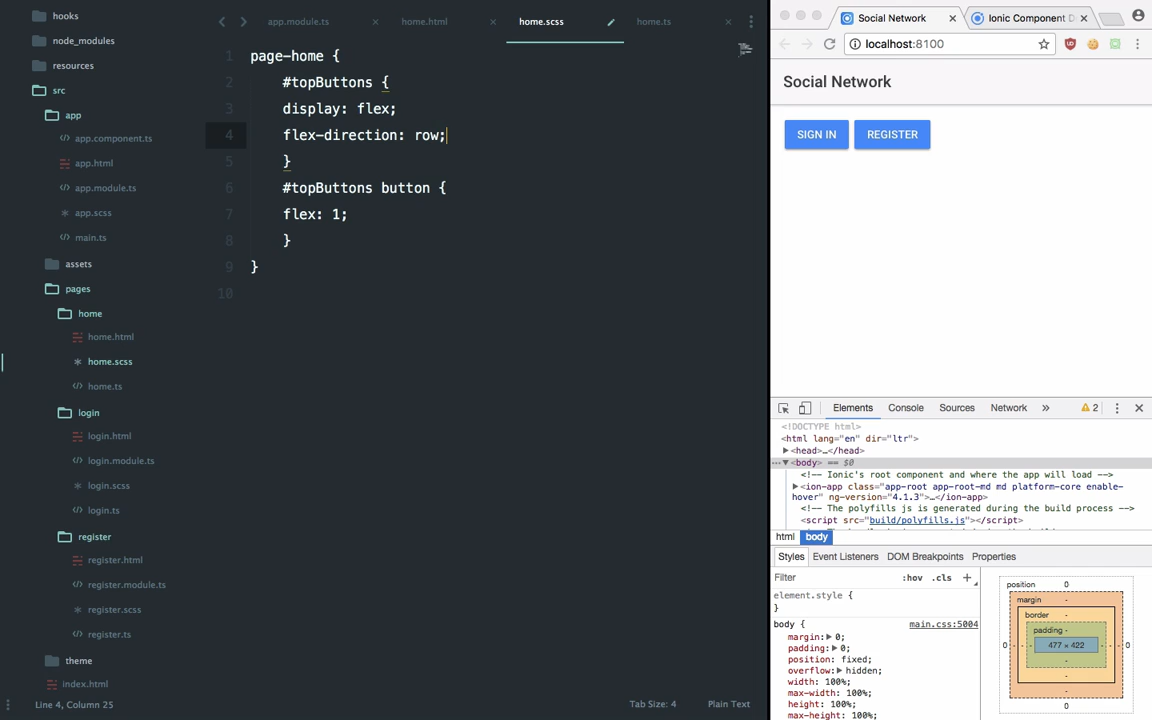 hooks
node_modules
resources
src
app
app.component.ts
app.html
app.module.ts
app.scss
main.ts
assets
pages
home
home.html
home.scss
home.ts
login
login.html
login.module.ts
login.scss
login.ts
register
register.html
register.module.ts
register.scss
register.ts
theme
index.html
Line 4, Column 25
app.module.ts
home.html
home.scss
home.ts
1 page-home {
2 #topButtons {
3 display: flex;
4 flex-direction: row;
5 }
6 #topButtons button {
7 flex: 1;
8 }
9 }
10
Tab Size: 4
Plain Text
Social Network
Ionic Component D
localhost:8100
Social Network
SIGN IN
REGISTER
Elements
Console
Sources
Network
2
<!DOCTYPE html>
<html lang="en" dir="ltr">
<head>…</head>
<body> == $0
<!-- Ionic's root component and where the app will load -->
<ion-app class="app-root app-root-md md platform-core enable-
hover" ng-version="4.1.3">…</ion-app>
<!-- The polyfills js is generated during the build process -->
<script src="build/polyfills.js"></script>
html
body
Styles
Event Listeners
DOM Breakpoints
Properties
Filter
:hov .cls +
element.style {
}
body {
main.css:5004
margin: 0;
padding: 0;
position: fixed;
overflow: hidden;
width: 100%;
max-width: 100%;
height: 100%;
max-height: 100%;
position 0
margin -
border -
padding -
0 - - - 477 × 422 - - - 0
-
-
-
0